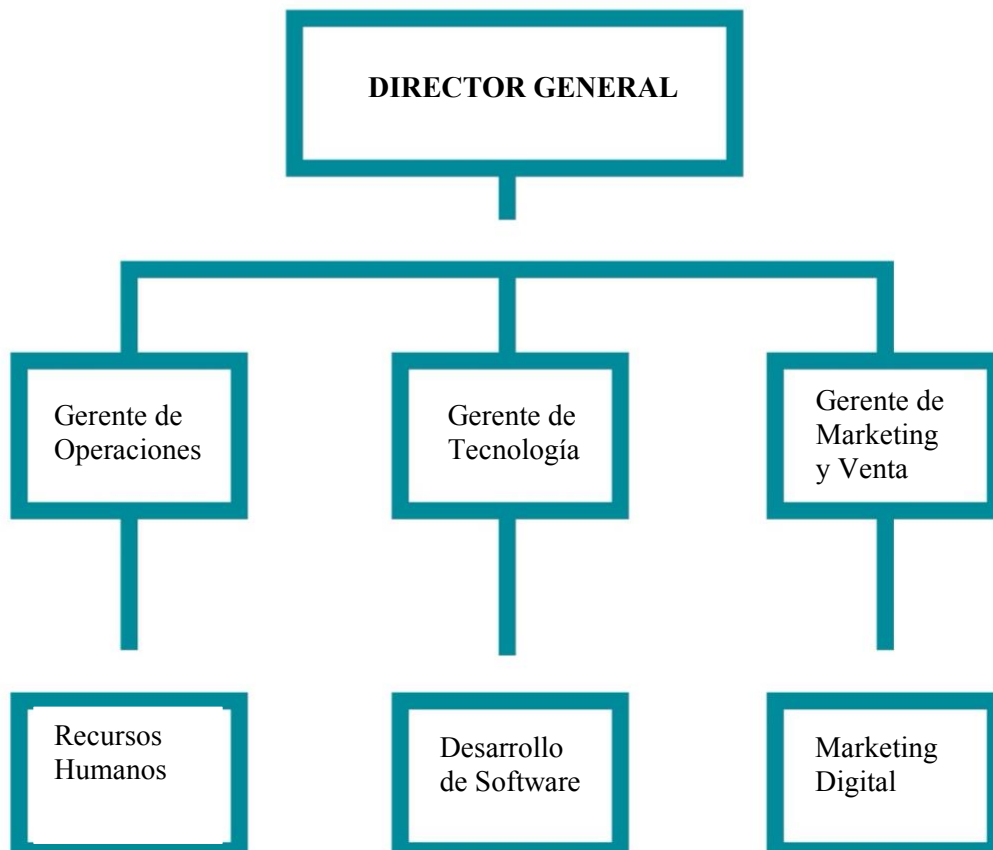 DIRECTOR GENERAL
Gerente de
Operaciones
Gerente de
Tecnología
Gerente de
Marketing
y Venta
Recursos
Humanos
Desarrollo
de Software
Marketing
Digital